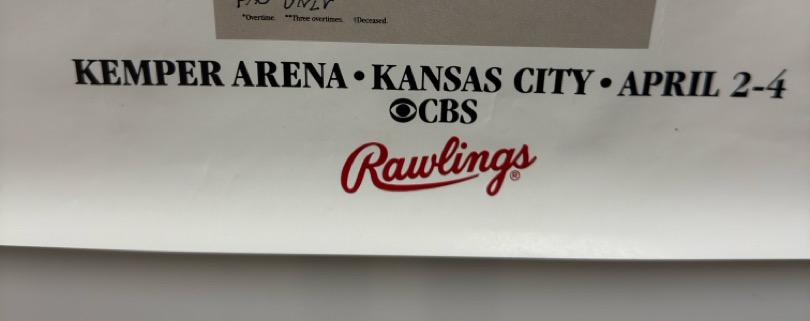 *Overtime. **Three overtimes. †Deceased.
KEMPER ARENA • KANSAS CITY • APRIL 2-4
CBS
Rawlings®